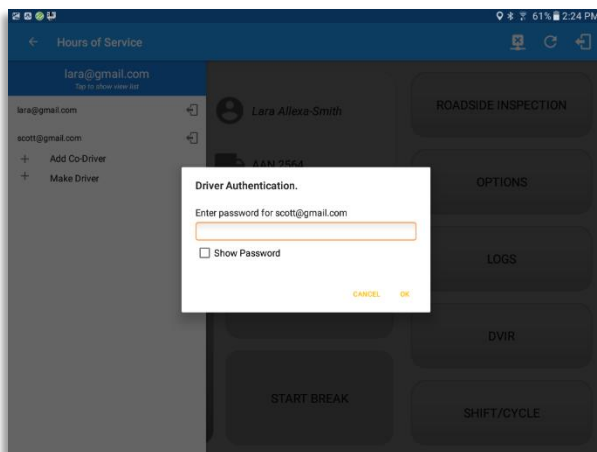 61% 2:24 PM
Hours of Service
lara@gmail.com
Tap to show view list
lara@gmail.com
scott@gmail.com
+ Add Co-Driver
+ Make Driver
Lara Allexa-Smith
AAN 2564
START BREAK
ROADSIDE INSPECTION
OPTIONS
LOGS
DVIR
SHIFT/CYCLE
Driver Authentication.
Enter password for scott@gmail.com
Show Password
CANCEL OK